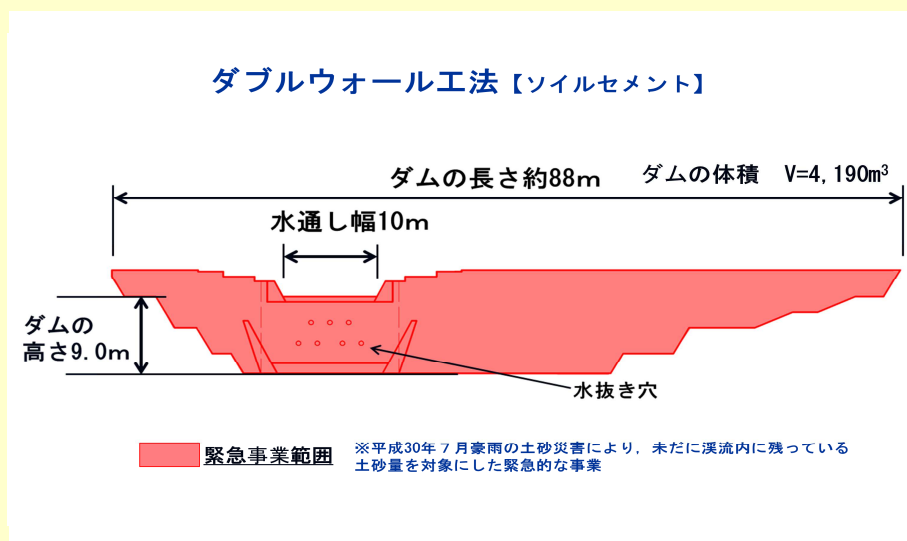 ダブルウォール工法【ソイルセメント】
ダムの長さ約88m
ダムの体積 V=4,190m³
水通し幅10m
ダムの
高さ9.0m
水抜き穴
緊急事業範囲
※平成30年7月豪雨の土砂災害により，未だに渓流内に残っている
土砂量を対象にした緊急的な事業